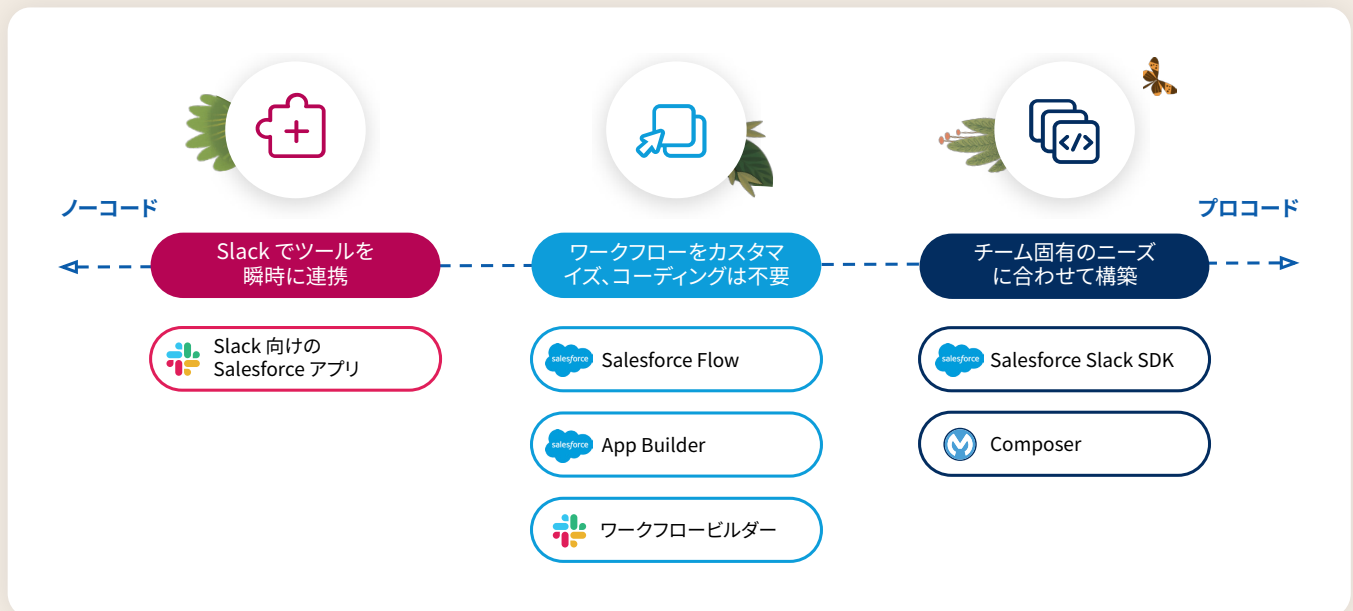 ノーコード
プロコード
Slack でツールを
瞬時に連携
ワークフローをカスタマ
イズ、コーディングは不要
チーム固有のニーズ
に合わせて構築
Slack 向けの
Salesforce アプリ
salesforce
Salesforce Flow
salesforce
App Builder
ワークフロービルダー
salesforce
Salesforce Slack SDK
Composer